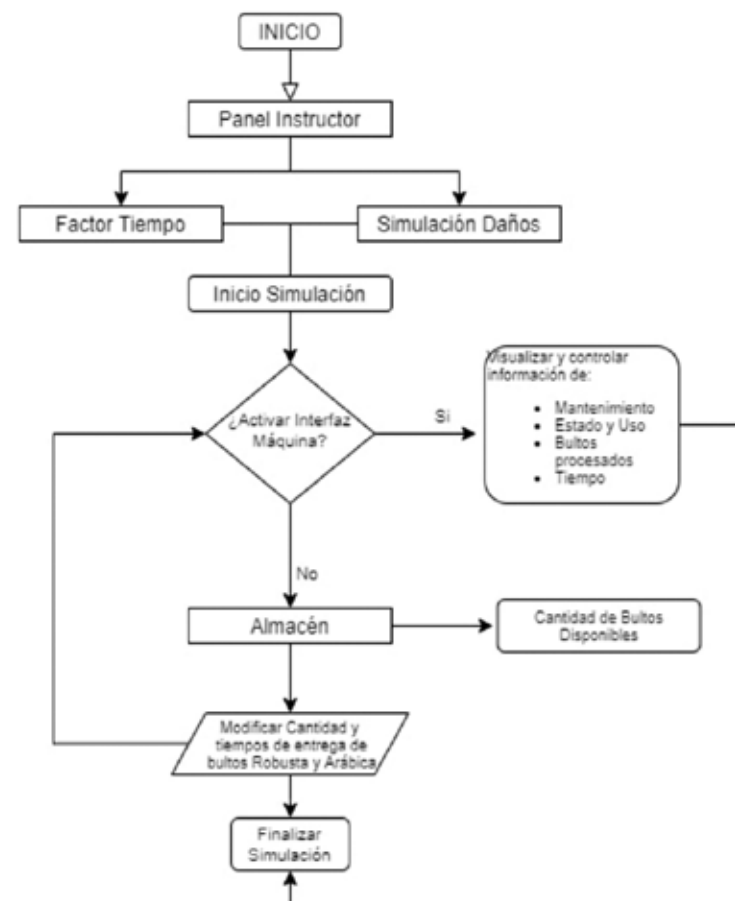 INICIO
Panel Instructor
Factor Tiempo
Simulación Daños
Inicio Simulación
¿Activar Interfaz
Máquina?
Si
Visualizar y controlar
información de:
• Mantenimiento
• Estado y Uso
• Bultos
procesados
• Tiempo
No
Almacén
Cantidad de Bultos
Disponibles
Modificar Cantidad y
tiempos de entrega de
bultos Robusta y Arábica
Finalizar
Simulación